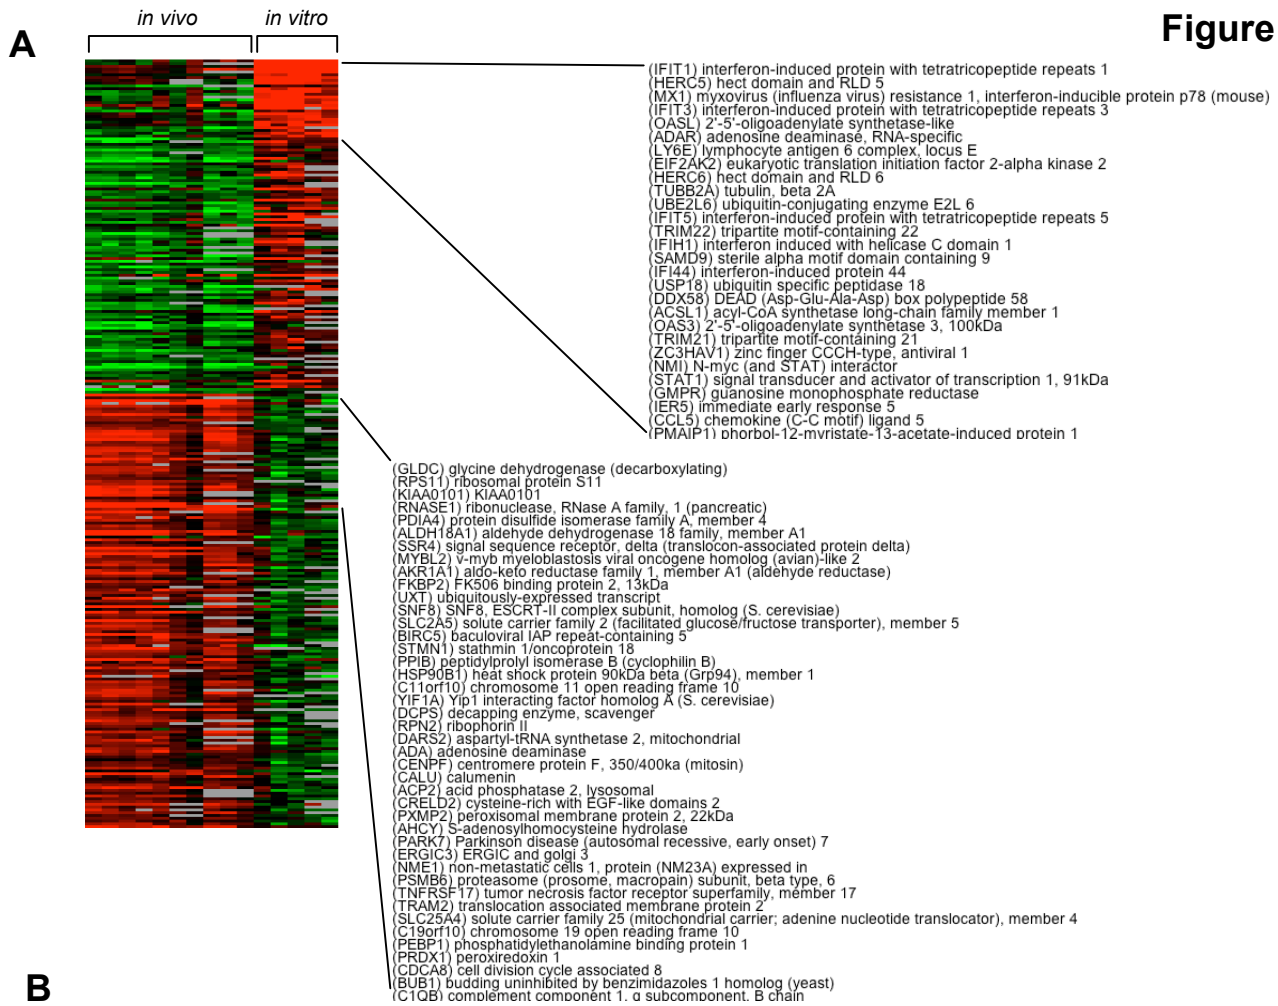 Figure
A
in vivo
in vitro
(IFIT1) interferon-induced protein with tetratricopeptide repeats 1
(HERC5) hect domain and RLD 5
(MX1) myxovirus (influenza virus) resistance 1, interferon-inducible protein p78 (mouse)
(IFIT3) interferon-induced protein with tetratricopeptide repeats 3
(OASL) 2'-5'-oligoadenylate synthetase-like
(ADAR) adenosine deaminase, RNA-specific
(LY6E) lymphocyte antigen 6 complex, locus E
(EIF2AK2) eukaryotic translation initiation factor 2-alpha kinase 2
(HERC6) hect domain and RLD 6
(TUBB2A) tubulin, beta 2A
(UBE2L6) ubiquitin-conjugating enzyme E2L 6
(IFIT5) interferon-induced protein with tetratricopeptide repeats 5
(TRIM22) tripartite motif-containing 22
(IFIH1) interferon induced with helicase C domain 1
(SAMD9) sterile alpha motif domain containing 9
(IFI44) interferon-induced protein 44
(USP18) ubiquitin specific peptidase 18
(DDX58) DEAD (Asp-Glu-Ala-Asp) box polypeptide 58
(ACSL1) acyl-CoA synthetase long-chain family member 1
(OAS3) 2'-5'-oligoadenylate synthetase 3, 100kDa
(TRIM21) tripartite motif-containing 21
(ZC3HAV1) zinc finger CCCH-type, antiviral 1
(NMI) N-myc (and STAT) interactor
(STAT1) signal transducer and activator of transcription 1, 91kDa
(GMPR) guanosine monophosphate reductase
(IER5) immediate early response 5
(CCL5) chemokine (C-C motif) ligand 5
(PMAIP1) phorbol-12-myristate-13-acetate-induced protein 1
(GLDC) glycine dehydrogenase (decarboxylating)
(RPS11) ribosomal protein S11
(KIAA0101) KIAA0101
(RNASE1) ribonuclease, RNase A family, 1 (pancreatic)
(PDIA4) protein disulfide isomerase family A, member 4
(ALDH18A1) aldehyde dehydrogenase 18 family, member A1
(SSR4) signal sequence receptor, delta (translocon-associated protein delta)
(MYBL2) v-myb myeloblastosis viral oncogene homolog (avian)-like 2
(AKR1A1) aldo-keto reductase family 1, member A1 (aldehyde reductase)
(FKBP2) FK506 binding protein 2, 13kDa
(UXT) ubiquitously-expressed transcript
(SNF8) SNF8, ESCRT-II complex subunit, homolog (S. cerevisiae)
(SLC2A5) solute carrier family 2 (facilitated glucose/fructose transporter), member 5
(BIRC5) baculoviral IAP repeat-containing 5
(STMN1) stathmin 1/oncoprotein 18
(PPIB) peptidylprolyl isomerase B (cyclophilin B)
(HSP90B1) heat shock protein 90kDa beta (Grp94), member 1
(C11orf10) chromosome 11 open reading frame 10
(YIF1A) Yip1 interacting factor homolog A (S. cerevisiae)
(DCPS) decapping enzyme, scavenger
(RPN2) ribophorin II
(DARS2) aspartyl-tRNA synthetase 2, mitochondrial
(ADA) adenosine deaminase
(CENPF) centromere protein F, 350/400ka (mitosin)
(CALU) calumenin
(ACP2) acid phosphatase 2, lysosomal
(CRELD2) cysteine-rich with EGF-like domains 2
(PXMP2) peroxisomal membrane protein 2, 22kDa
(AHCY) S-adenosylhomocysteine hydrolase
(PARK7) Parkinson disease (autosomal recessive, early onset) 7
(ERGIC3) ERGIC and golgi 3
(NME1) non-metastatic cells 1, protein (NM23A) expressed in
(PSMB6) proteasome (prosome, macropain) subunit, beta type, 6
(TNFRSF17) tumor necrosis factor receptor superfamily, member 17
(TRAM2) translocation associated membrane protein 2
(SLC25A4) solute carrier family 25 (mitochondrial carrier; adenine nucleotide translocator), member 4
(C19orf10) chromosome 19 open reading frame 10
(PEBP1) phosphatidylethanolamine binding protein 1
(PRDX1) peroxiredoxin 1
(CDCA8) cell division cycle associated 8
(BUB1) budding uninhibited by benzimidazoles 1 homolog (yeast)
(C1QB) complement component 1, q subcomponent, B chain
B